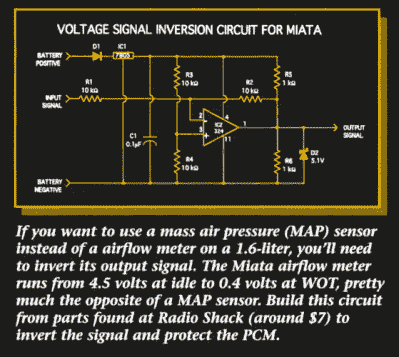 VOLTAGE SIGNAL INVERSION CIRCUIT FOR MIATA
BATTERY
POSITIVE
D1
IC1
7805
R1
10 kΩ
R3
10 kΩ
R2
10 kΩ
R5
1 kΩ
INPUT
SIGNAL
C1
0.1µF
2
3
4
IC2
324
1
11
OUTPUT
SIGNAL
R4
10 kΩ
R6
1 kΩ
D2
5.1V
BATTERY
NEGATIVE
If you want to use a mass air pressure (MAP) sensor
instead of a airflow meter on a 1.6-liter, you'll need
to invert its output signal. The Miata airflow meter
runs from 4.5 volts at idle to 0.4 volts at WOT, pretty
much the opposite of a MAP sensor. Build this circuit
from parts found at Radio Shack (around $7) to
invert the signal and protect the PCM.